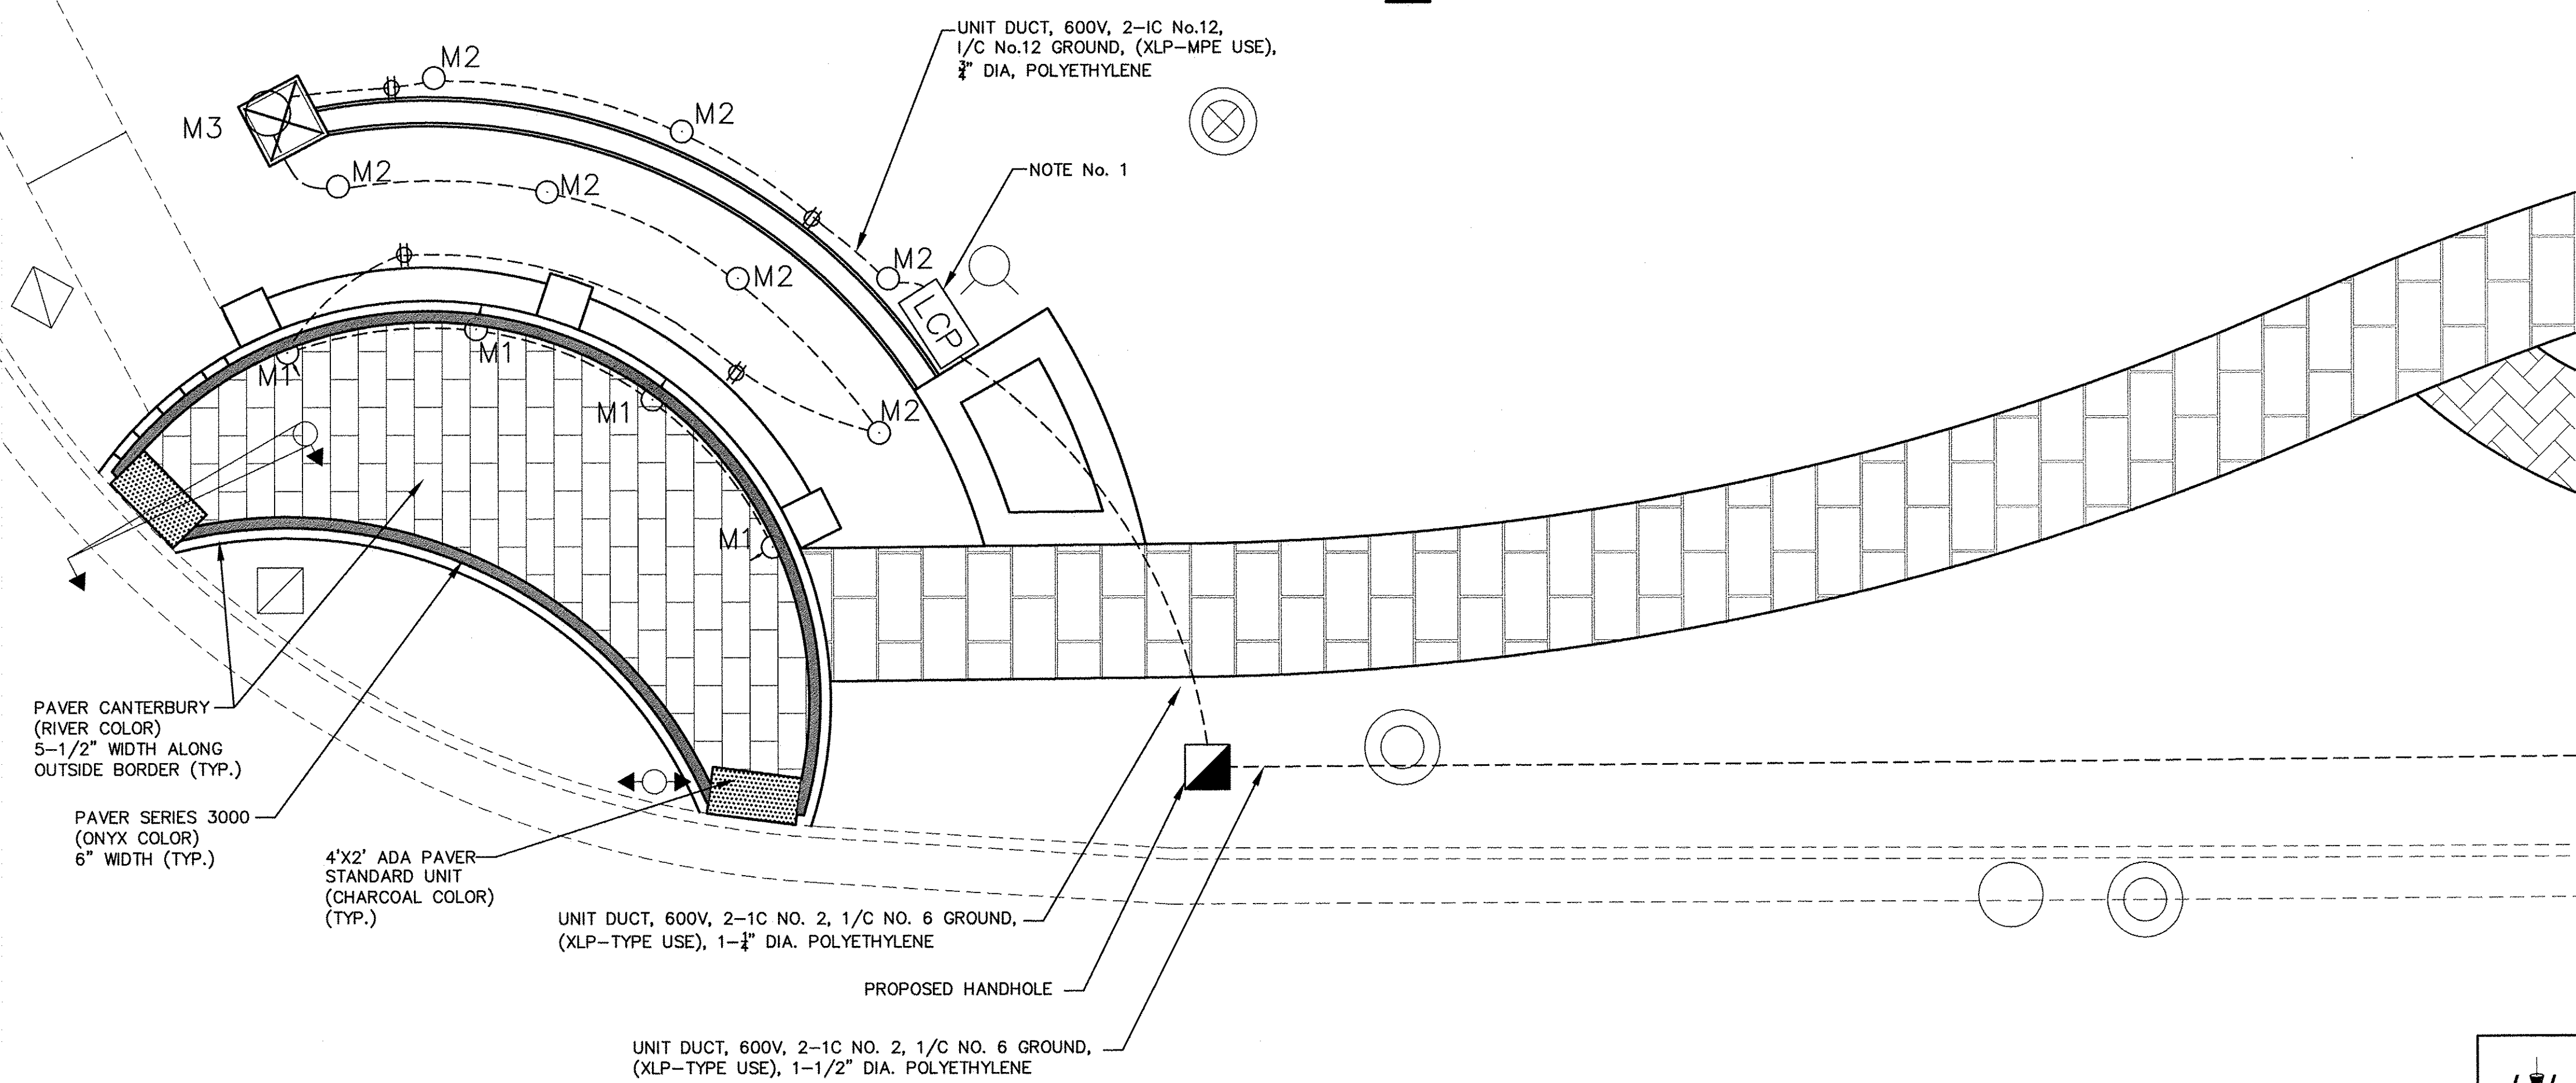 UNIT DUCT, 600V, 2-IC No.12,
I/C No.12 GROUND, (XLP-MPE USE),
3/4" DIA, POLYETHYLENE
M2
M2
M3
NOTE No. 1
M2
M2
M2
M2
LCP
M1
M1
M1
M2
M1
PAVER CANTERBURY
(RIVER COLOR)
5-1/2" WIDTH ALONG
OUTSIDE BORDER (TYP.)
PAVER SERIES 3000
(ONYX COLOR)
6" WIDTH (TYP.)
4'X2' ADA PAVER
STANDARD UNIT
(CHARCOAL COLOR)
(TYP.)
UNIT DUCT, 600V, 2-1C NO. 2, 1/C NO. 6 GROUND,
(XLP-TYPE USE), 1-1/4" DIA. POLYETHYLENE
PROPOSED HANDHOLE
UNIT DUCT, 600V, 2-1C NO. 2, 1/C NO. 6 GROUND,
(XLP-TYPE USE), 1-1/2" DIA. POLYETHYLENE